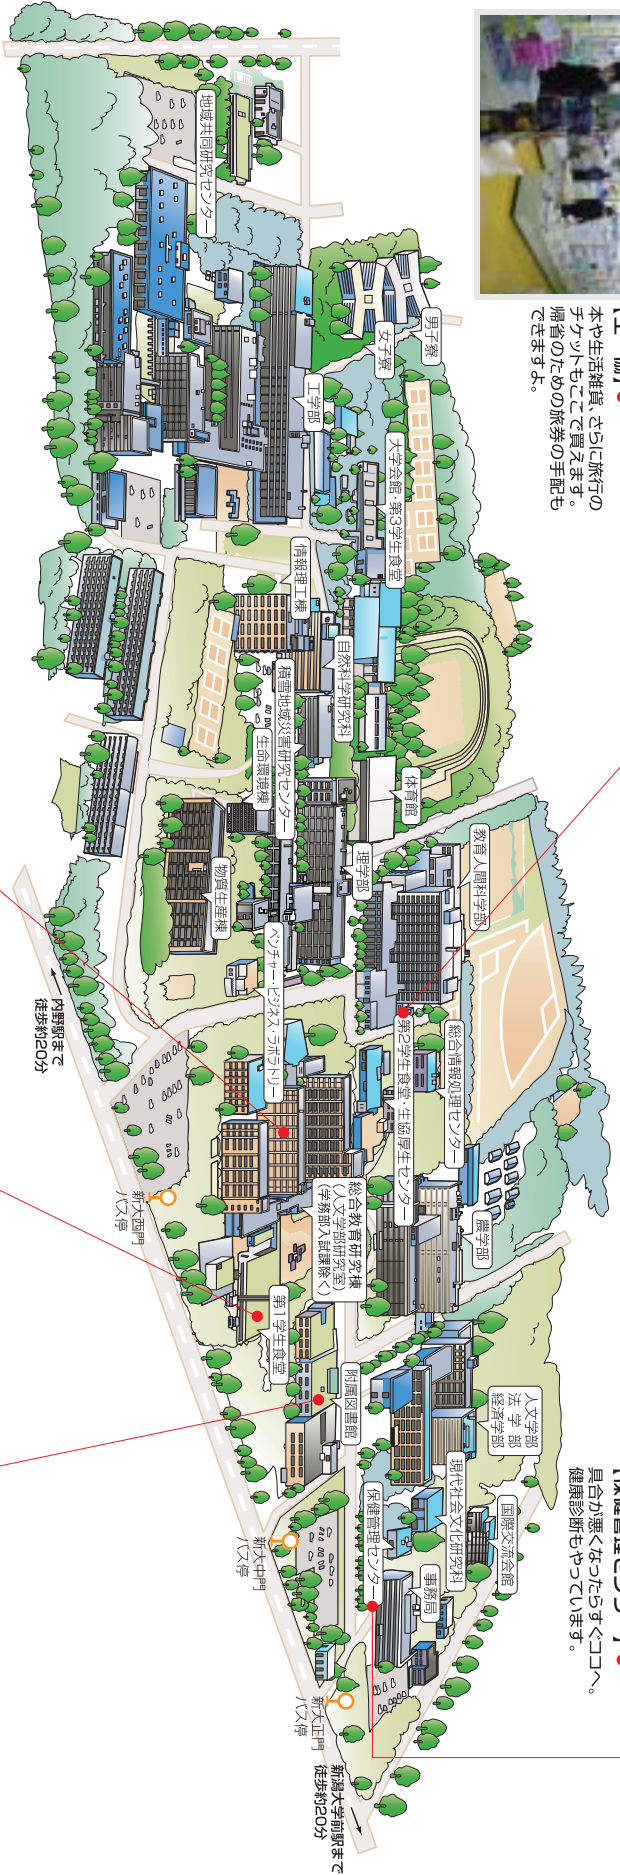 本や生活雑貨、さらに旅行の
チケットもここで買えます。
帰省のための旅券の手配も
できますよ。
具合が悪くなったらすぐココへ。
健康診断もやっています。
地域共同研究センター
男子寮
女子寮
工学部
大学会館・第3学生食堂
情報理工棟
自然科学研究科
積雪地域災害研究センター
生命環境棟
体育館
理学部
物質生産棟
教育人間科学部
ベンチャー・ビジネス・ラボラトリー
総合情報処理センター
第2学生食堂・生協厚生センター
内野駅まで
徒歩約20分
新大西門
バス停
総合教育研究棟
(人文学部研究室)
(学務部入試課除く)
農学部
第1学生食堂
附属図書館
人文学部
法学部
経済学部
現代社会文化研究科
国際交流会館
保健管理センター
事務局
新大中門
バス停
新大正門
バス停
新潟大学前駅まで
徒歩約20分